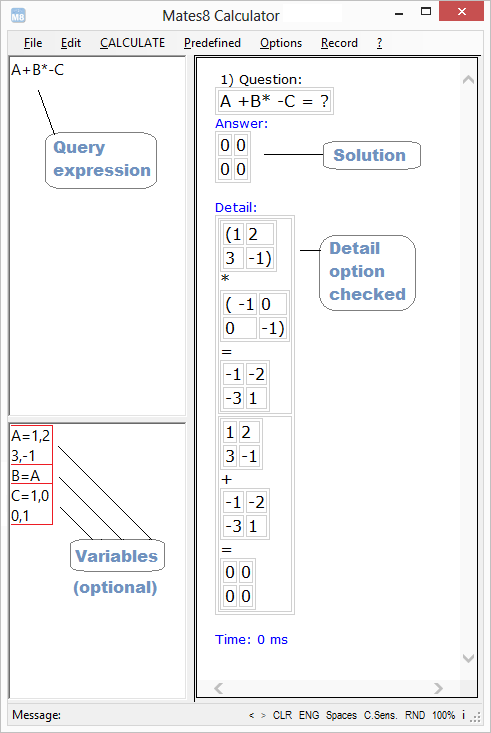 M8
Mates8 Calculator
File Edit CALCULATE Predefined Options Record ?
A+B*-C
Query
expression
1) Question:
A +B* -C = ?
Answer:
0 0
0 0
Solution
Detail:
(1 2
3 -1)
*
( -1 0
0 -1)
=
-1 -2
-3 1
1 2
3 -1
+
-1 -2
-3 1
=
0 0
0 0
Detail
option
checked
Time: 0 ms
A=1,2
3,-1
B=A
C=1,0
0,1
Variables
(optional)
Message:
< > CLR ENG Spaces C.Sens. RND 100% i